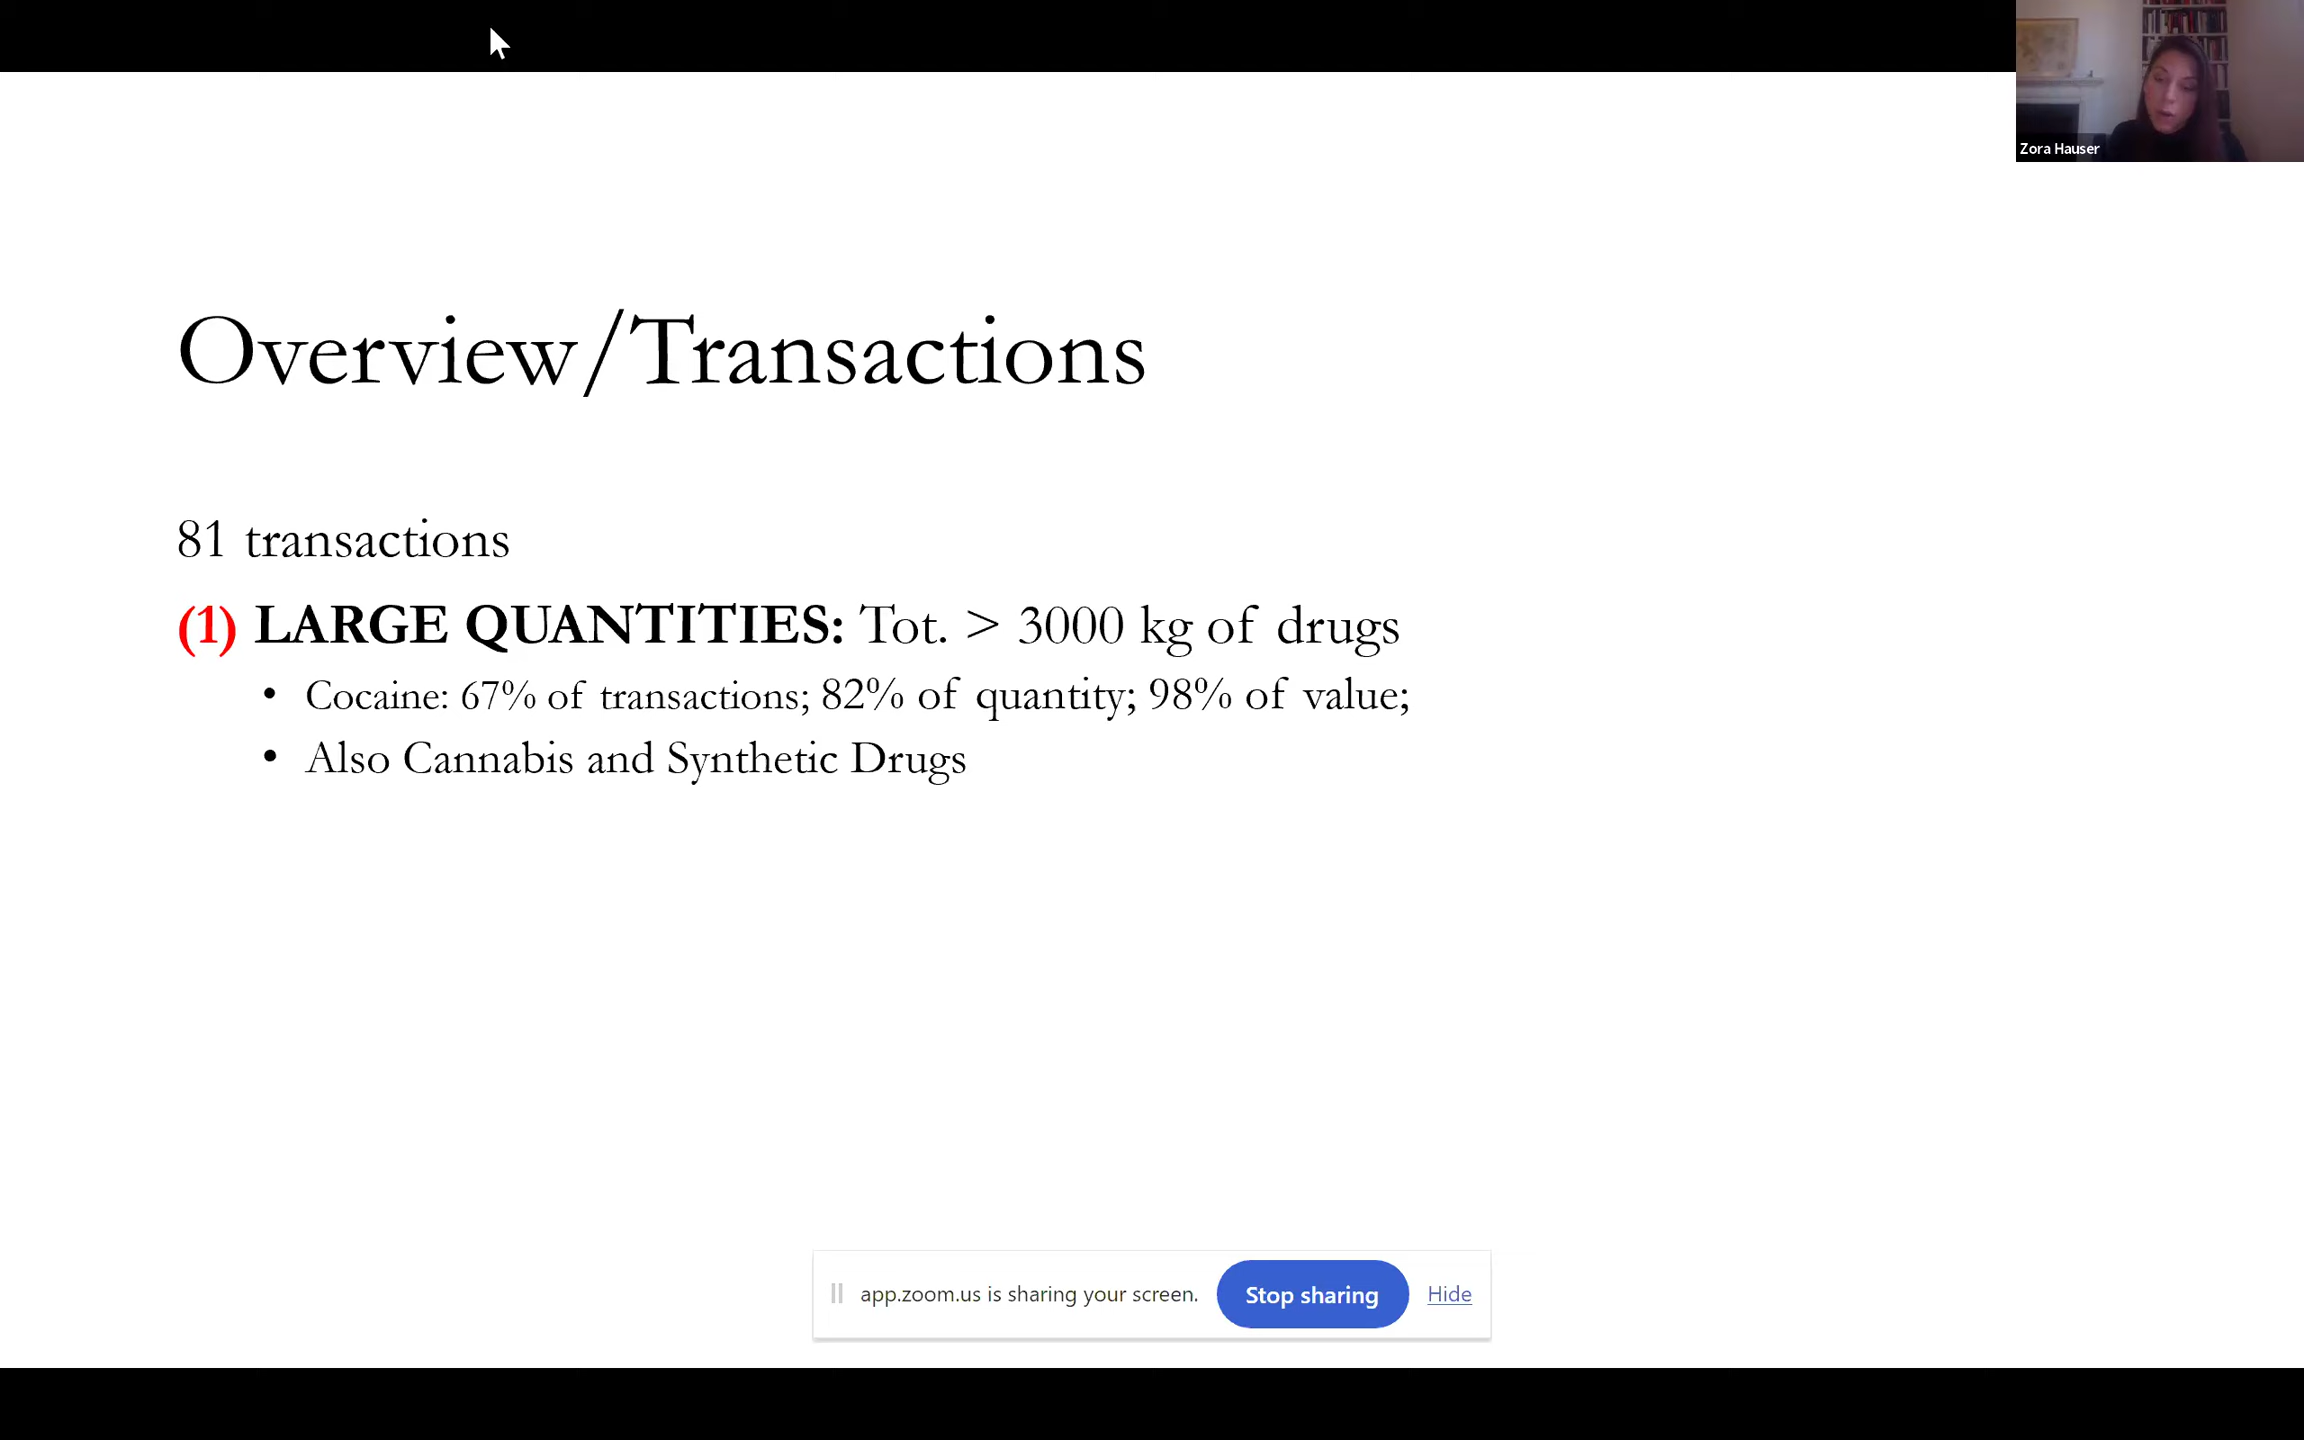 Zora Hauser
Overview/Transactions
81 transactions
(1) LARGE QUANTITIES: Tot. > 3000 kg of drugs
• Cocaine: 67% of transactions; 82% of quantity; 98% of value;
• Also Cannabis and Synthetic Drugs
app.zoom.us is sharing your screen. Stop sharing Hide